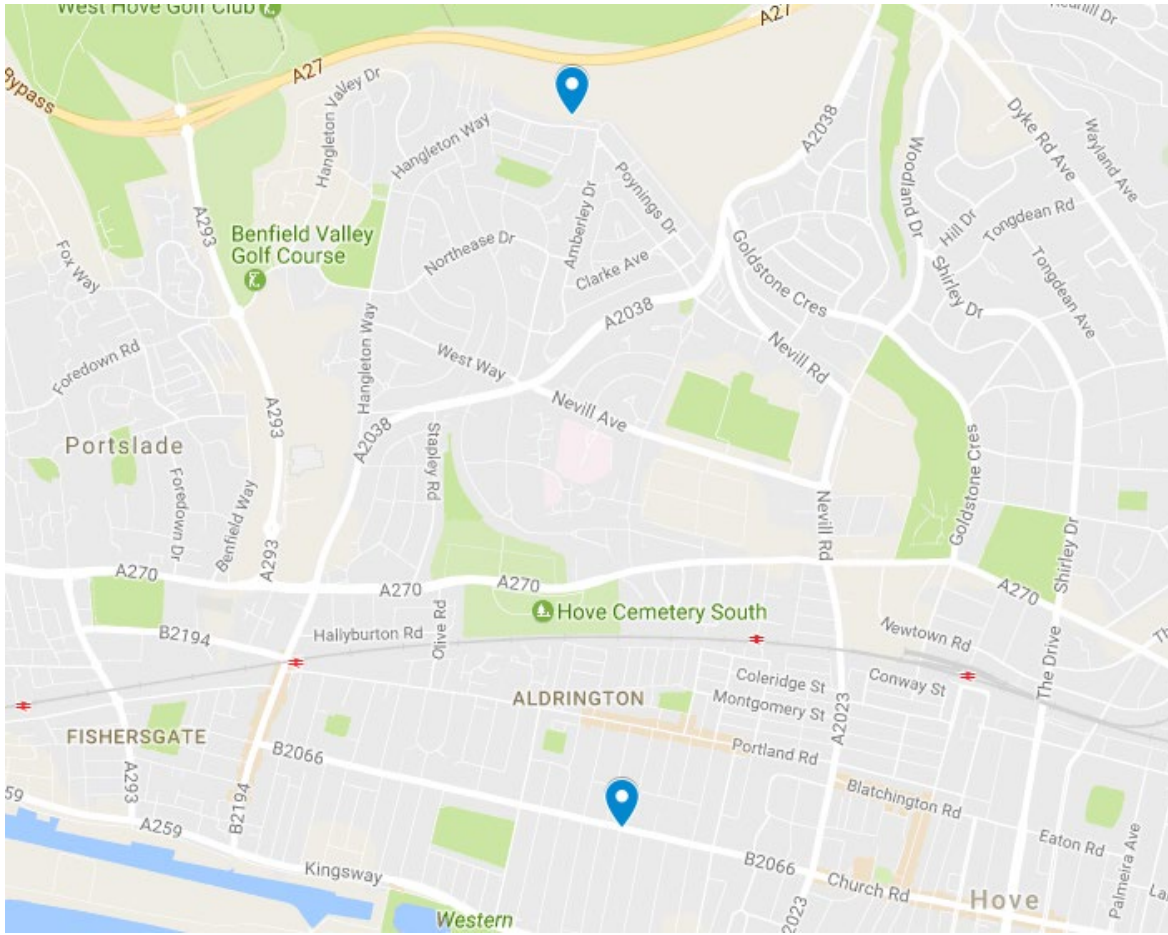 West Hove Golf Club
A27
A27
Bypass
Hangleton Valley Dr
Hangleton Way
A2038
Woodland Dr
Dyke Rd Ave
Wayland Ave
Poynings Dr
A293
Benfield Valley
Golf Course
Fox Way
Northease Dr
Amberley Dr
Clarke Ave
Goldstone Cres
Hill Dr
Tongdean Rd
Tongdean Ave
Shirley Dr
A2038
Hangleton Way
West Way
Nevill Rd
Foredown Rd
Nevill Ave
A293
A2038
Stapley Rd
Portslade
Foredown Dr
Benfield Way
Goldstone Cres
Nevill Rd
A293
Shirley Dr
A270
A270
A270
A270
Hove Cemetery South
B2194
Hallyburton Rd
Olive Rd
Newtown Rd
The Drive
Coleridge St
Conway St
ALDRINGTON
Montgomery St
A2023
FISHERSGATE
Portland Rd
B2066
A293
B2194
Blatchington Rd
59
A259
Eaton Rd
Palmeira Ave
Kingsway
B2066
Church Rd
Hove
Western
2023